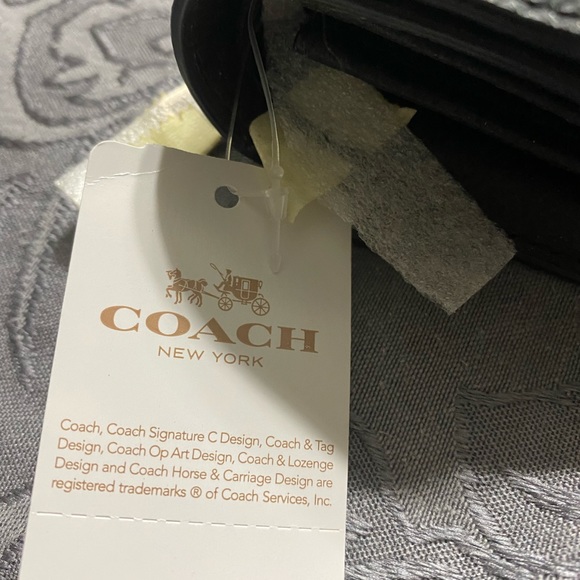 COACH
NEW YORK
Coach, Coach Signature C Design, Coach & Tag
Design, Coach Op Art Design, Coach & Lozenge
Design and Coach Horse & Carriage Design are
registered trademarks ® of Coach Services, Inc.